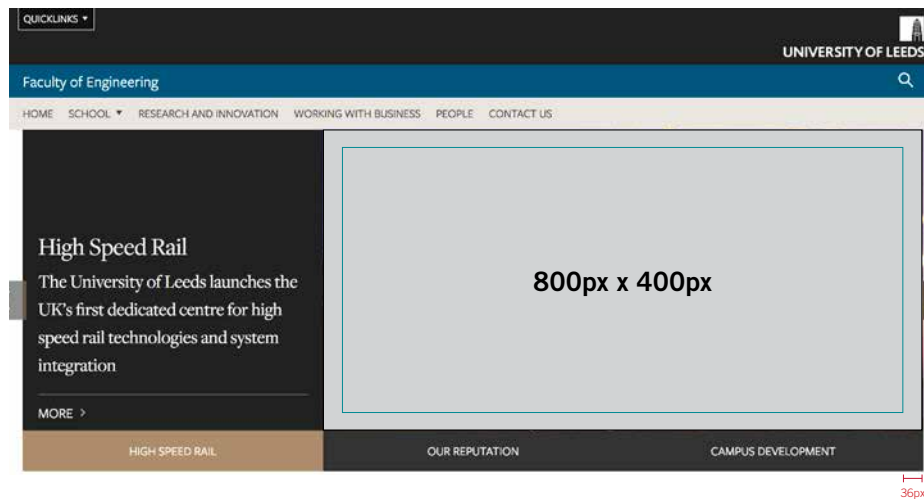 QUICKLINKS
UNIVERSITY OF LEEDS
Faculty of Engineering
HOME SCHOOL RESEARCH AND INNOVATION WORKING WITH BUSINESS PEOPLE CONTACT US
High Speed Rail
The University of Leeds launches the
UK's first dedicated centre for high
speed rail technologies and system
integration
MORE >
800px x 400px
HIGH SPEED RAIL OUR REPUTATION CAMPUS DEVELOPMENT
36px